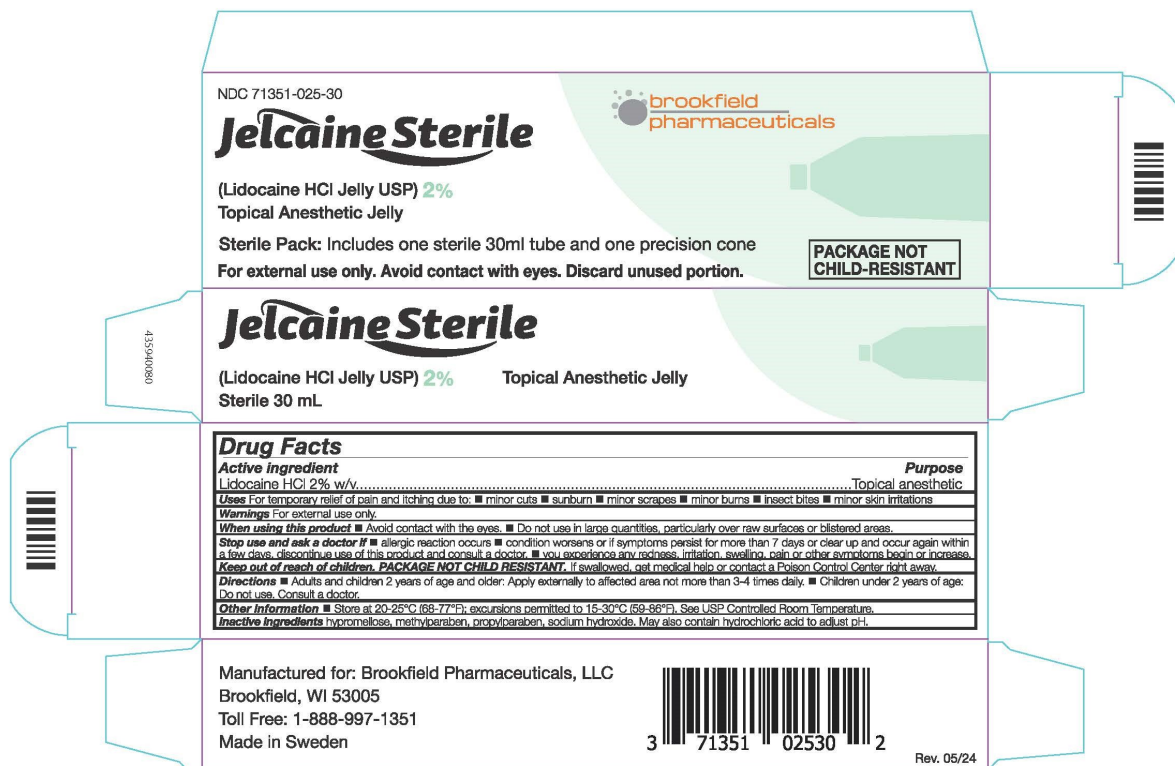 NDC 71351-025-30
Jelcaine Sterile
brookfield
pharmaceuticals
(Lidocaine HCl Jelly USP) 2%
Topical Anesthetic Jelly
Sterile Pack: Includes one sterile 30ml tube and one precision cone
For external use only. Avoid contact with eyes. Discard unused portion.
PACKAGE NOT
CHILD-RESISTANT
435940080
Jelcaine Sterile
(Lidocaine HCl Jelly USP) 2% Topical Anesthetic Jelly
Sterile 30 mL
Drug Facts
Active ingredient Purpose
Lidocaine HCl 2% w/v.......................................................................................................Topical anesthetic
Uses For temporary relief of pain and itching due to: ■ minor cuts ■ sunburn ■ minor scrapes ■ minor burns ■ insect bites ■ minor skin irritations
Warnings For external use only.
When using this product ■ Avoid contact with the eyes. ■ Do not use in large quantities, particularly over raw surfaces or blistered areas.
Stop use and ask a doctor if ■ allergic reaction occurs ■ condition worsens or if symptoms persist for more than 7 days or clear up and occur again within
a few days, discontinue use of this product and consult a doctor. ■ you experience any redness, irritation, swelling, pain or other symptoms begin or increase.
Keep out of reach of children. PACKAGE NOT CHILD RESISTANT. If swallowed, get medical help or contact a Poison Control Center right away.
Directions ■ Adults and children 2 years of age and older: Apply externally to affected area not more than 3-4 times daily. ■ Children under 2 years of age:
Do not use. Consult a doctor.
Other Information ■ Store at 20-25°C (68-77°F); excursions permitted to 15-30°C (59-86°F). See USP Controlled Room Temperature.
Inactive ingredients hypromellose, methylparaben, propylparaben, sodium hydroxide. May also contain hydrochloric acid to adjust pH.
Manufactured for: Brookfield Pharmaceuticals, LLC
Brookfield, WI 53005
Toll Free: 1-888-997-1351
Made in Sweden
3 71351 02530 2
Rev. 05/24